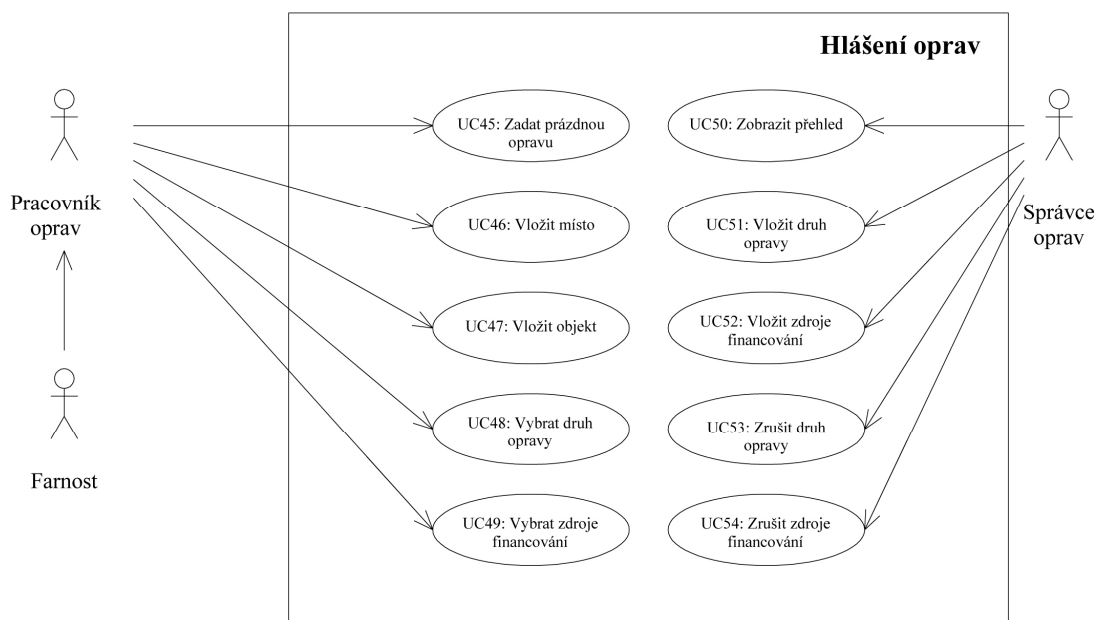 Hlášení oprav
Pracovník
oprav
Farnost
UC45: Zadat prázdnou
opravu
UC46: Vložit místo
UC47: Vložit objekt
UC48: Vybrat druh
opravy
UC49: Vybrat zdroje
financování
UC50: Zobrazit přehled
UC51: Vložit druh
opravy
UC52: Vložit zdroje
financování
UC53: Zrušit druh
opravy
UC54: Zrušit zdroje
financování
Správce
oprav